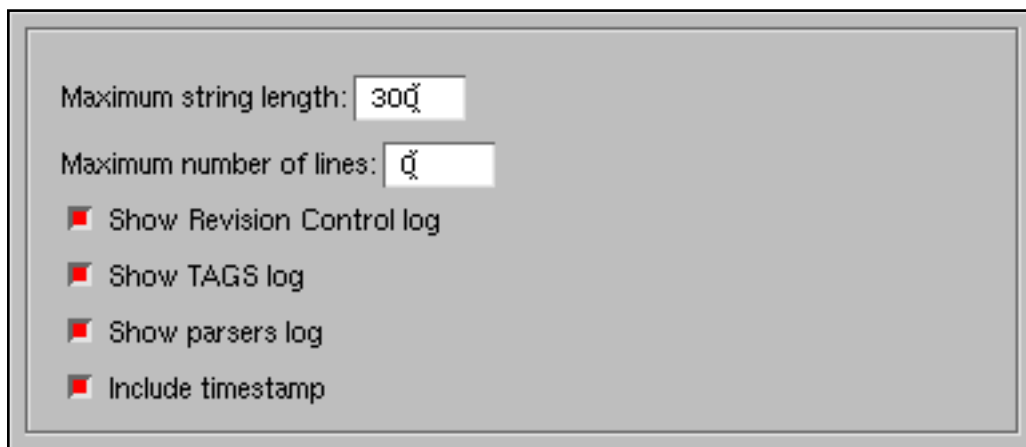 Maximum string length: 300
Maximum number of lines: 0
Show Revision Control log
Show TAGS log
Show parsers log
Include timestamp